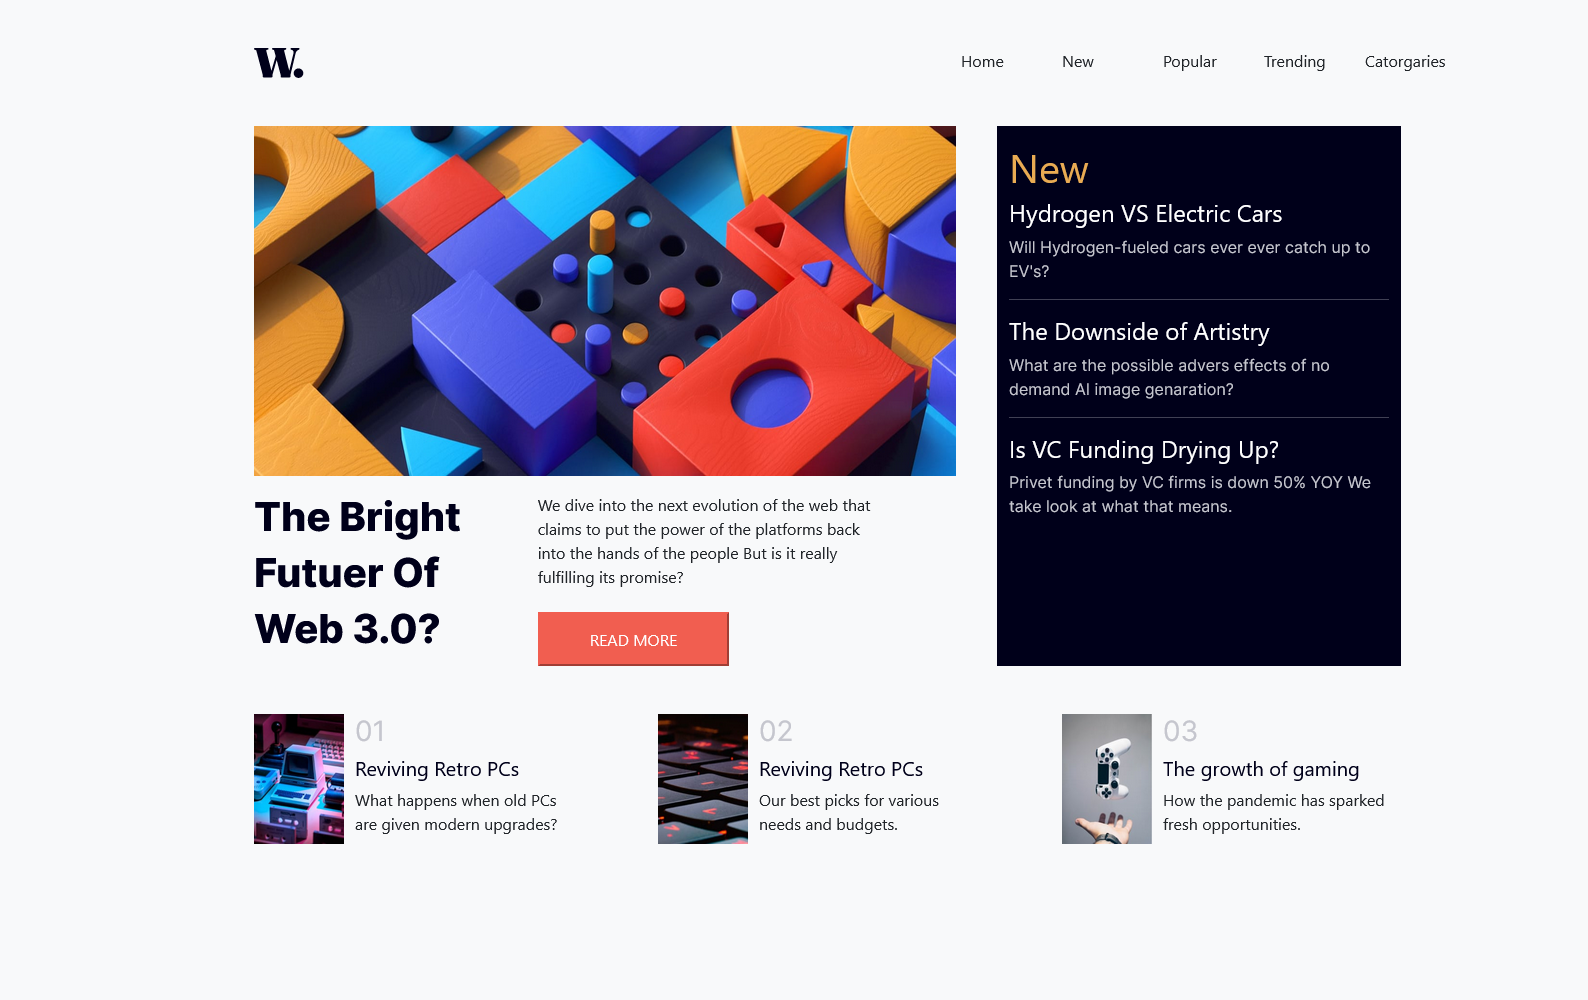 W.
Home New Popular Trending Catorgaries
New
Hydrogen VS Electric Cars
Will Hydrogen-fueled cars ever ever catch up to
EV's?
The Downside of Artistry
What are the possible advers effects of no
demand AI image genaration?
Is VC Funding Drying Up?
Privet funding by VC firms is down 50% YOY We
take look at what that means.
The Bright
Futuer Of
Web 3.0?
We dive into the next evolution of the web that
claims to put the power of the platforms back
into the hands of the people But is it really
fulfilling its promise?
READ MORE
01
Reviving Retro PCs
What happens when old PCs
are given modern upgrades?
02
Reviving Retro PCs
Our best picks for various
needs and budgets.
03
The growth of gaming
How the pandemic has sparked
fresh opportunities.